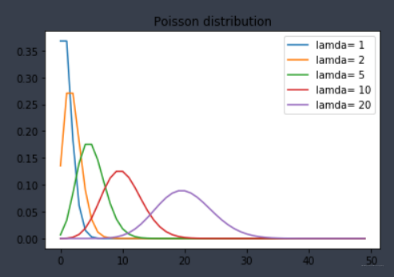 Poisson distribution
lamda= 1
lamda= 2
lamda= 5
lamda= 10
lamda= 20
0.35
0.30
0.25
0.20
0.15
0.10
0.05
0.00
0 10 20 30 40 50